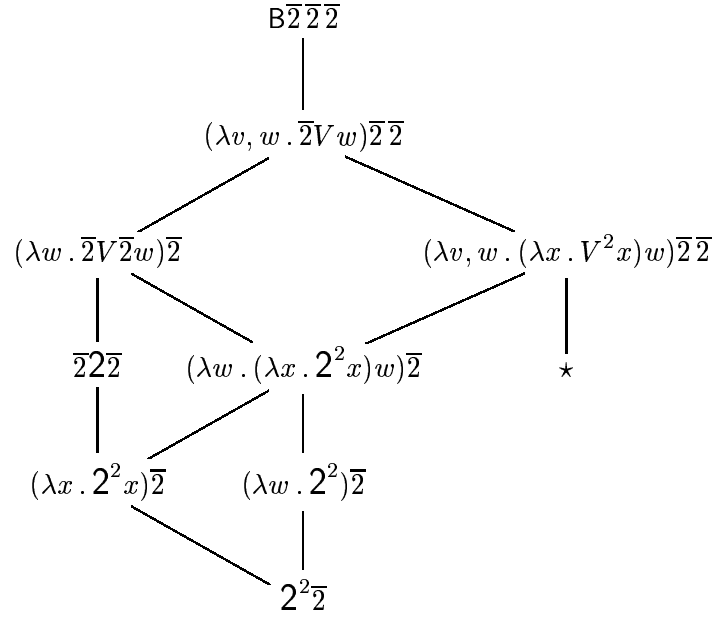 B2̅ 2̅ 2̅
(λv, w . 2̅Vw)2̅ 2̅
(λw . 2̅V2̅w)2̅ (λv, w . (λx . V²x)w)2̅ 2̅
2̅22̅ (λw . (λx . 2²x)w)2̅ ⋆
(λx . 2²x)2̅ (λw . 2²)2̅
2²2̅